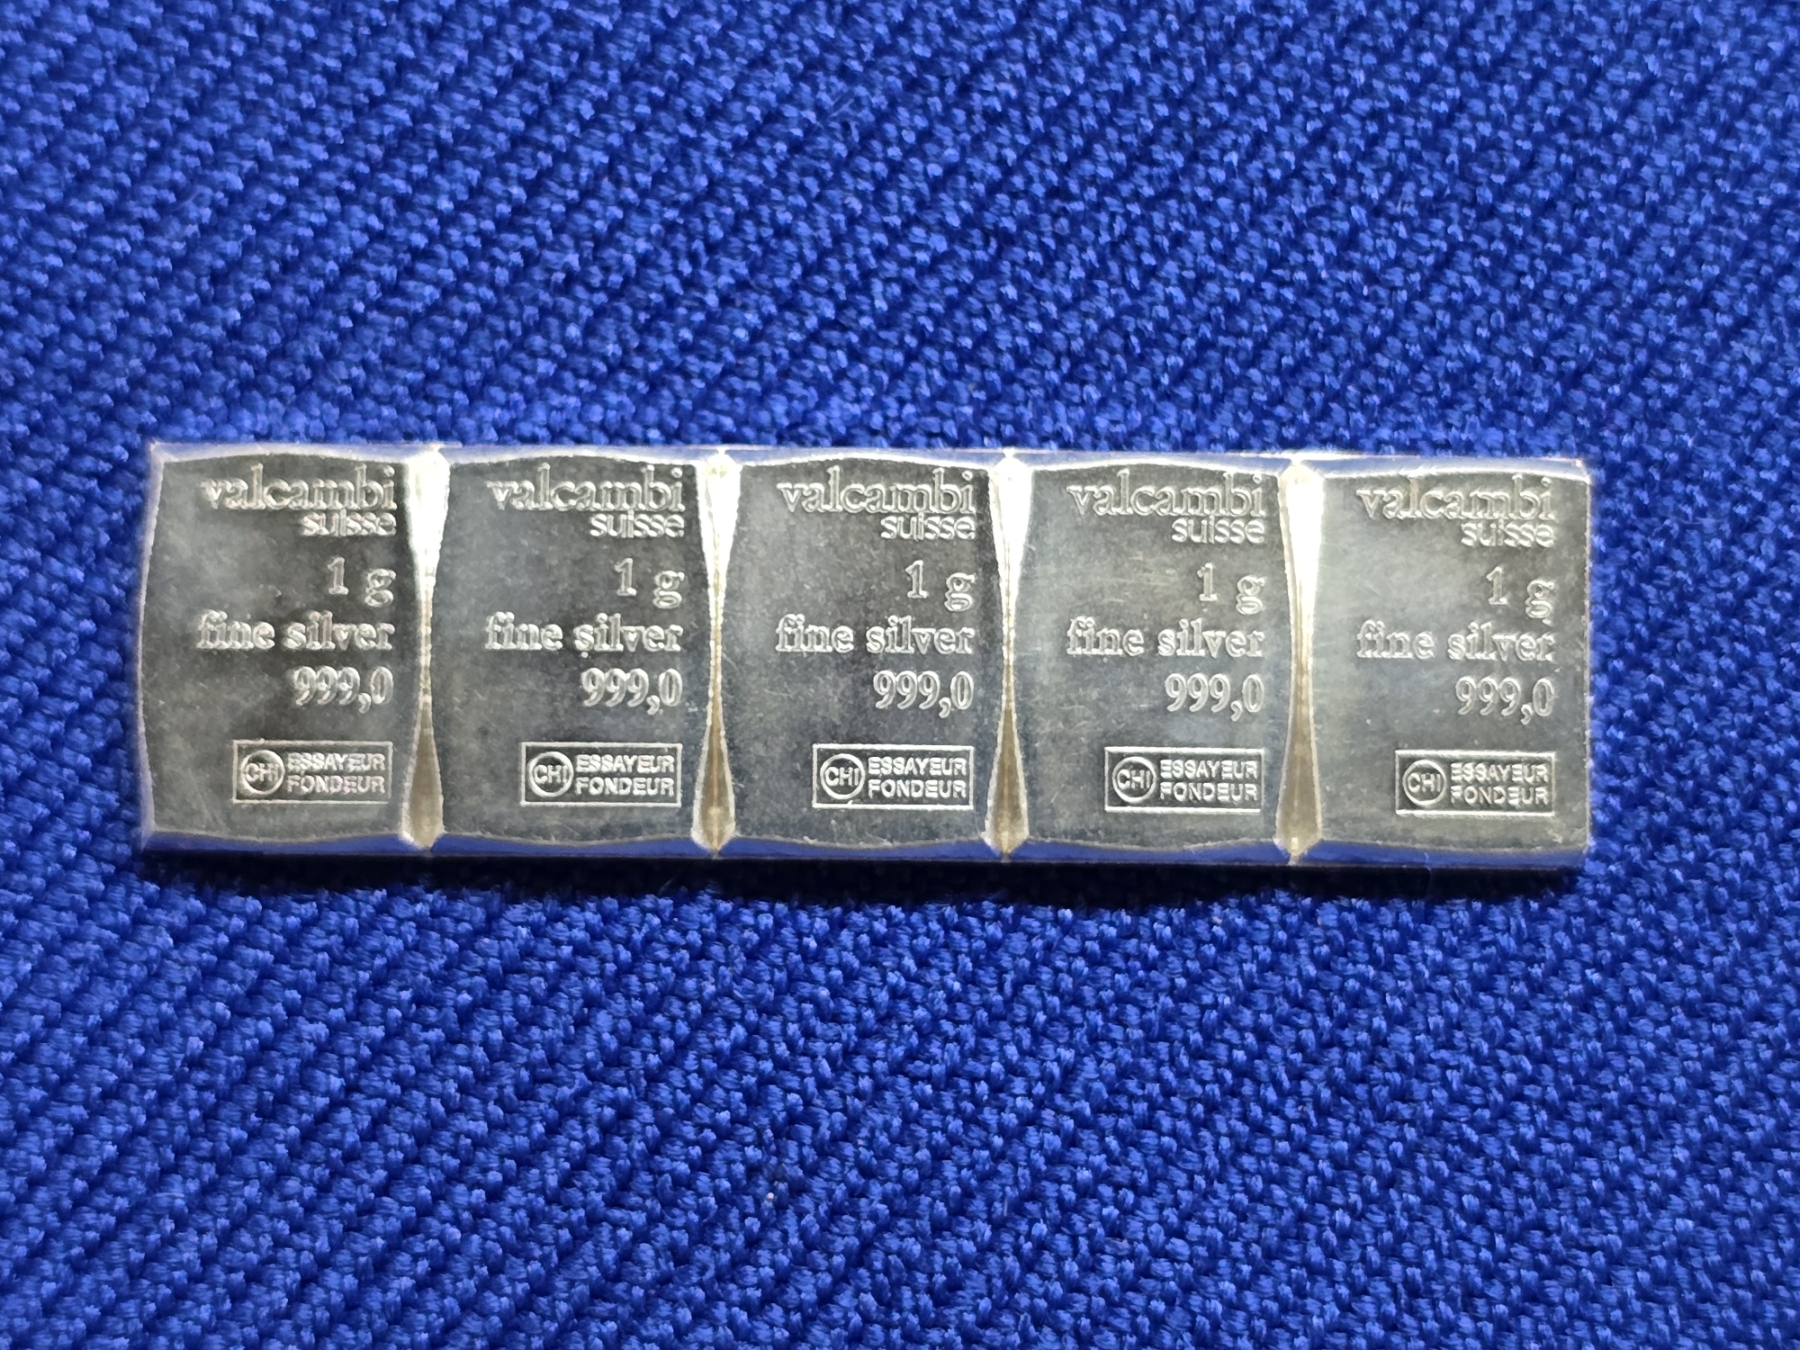 valcambi
suisse
1 g
fine silver
999,0
CHI ESSAYEUR
FONDEUR
valcambi
suisse
1 g
fine silver
999,0
CHI ESSAYEUR
FONDEUR
valcambi
suisse
1 g
fine silver
999,0
CHI ESSAYEUR
FONDEUR
valcambi
suisse
1 g
fine silver
999,0
CHI ESSAYEUR
FONDEUR
valcambi
suisse
1 g
fine silver
999,0
CHI ESSAYEUR
FONDEUR